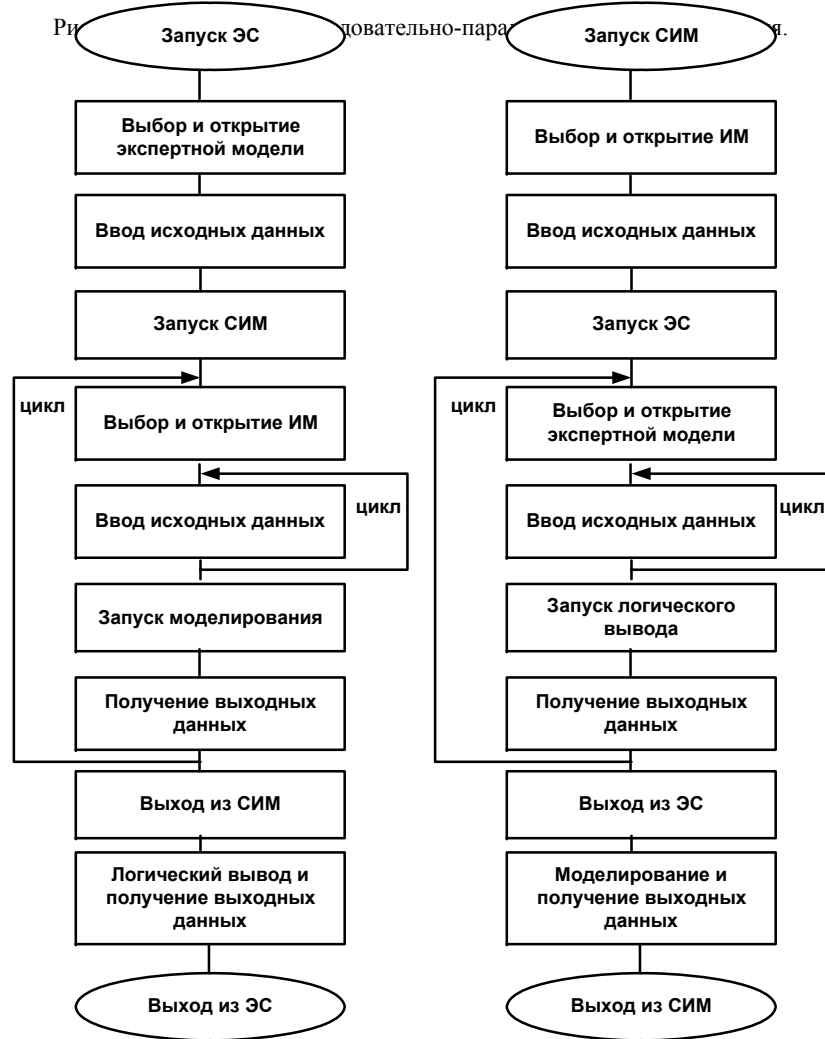 Запуск ЭС
Выбор и открытие
экспертной модели
Ввод исходных данных
Запуск СИМ
цикл
Выбор и открытие ИМ
Ввод исходных данных
цикл
Запуск моделирования
Получение выходных
данных
Выход из СИМ
Логический вывод и
получение выходных
данных
Выход из ЭС
Запуск СИМ
Выбор и открытие ИМ
Ввод исходных данных
Запуск ЭС
цикл
Выбор и открытие
экспертной модели
Ввод исходных данных
цикл
Запуск логического
вывода
Получение выходных
данных
Выход из ЭС
Моделирование и
получение выходных
данных
Выход из СИМ